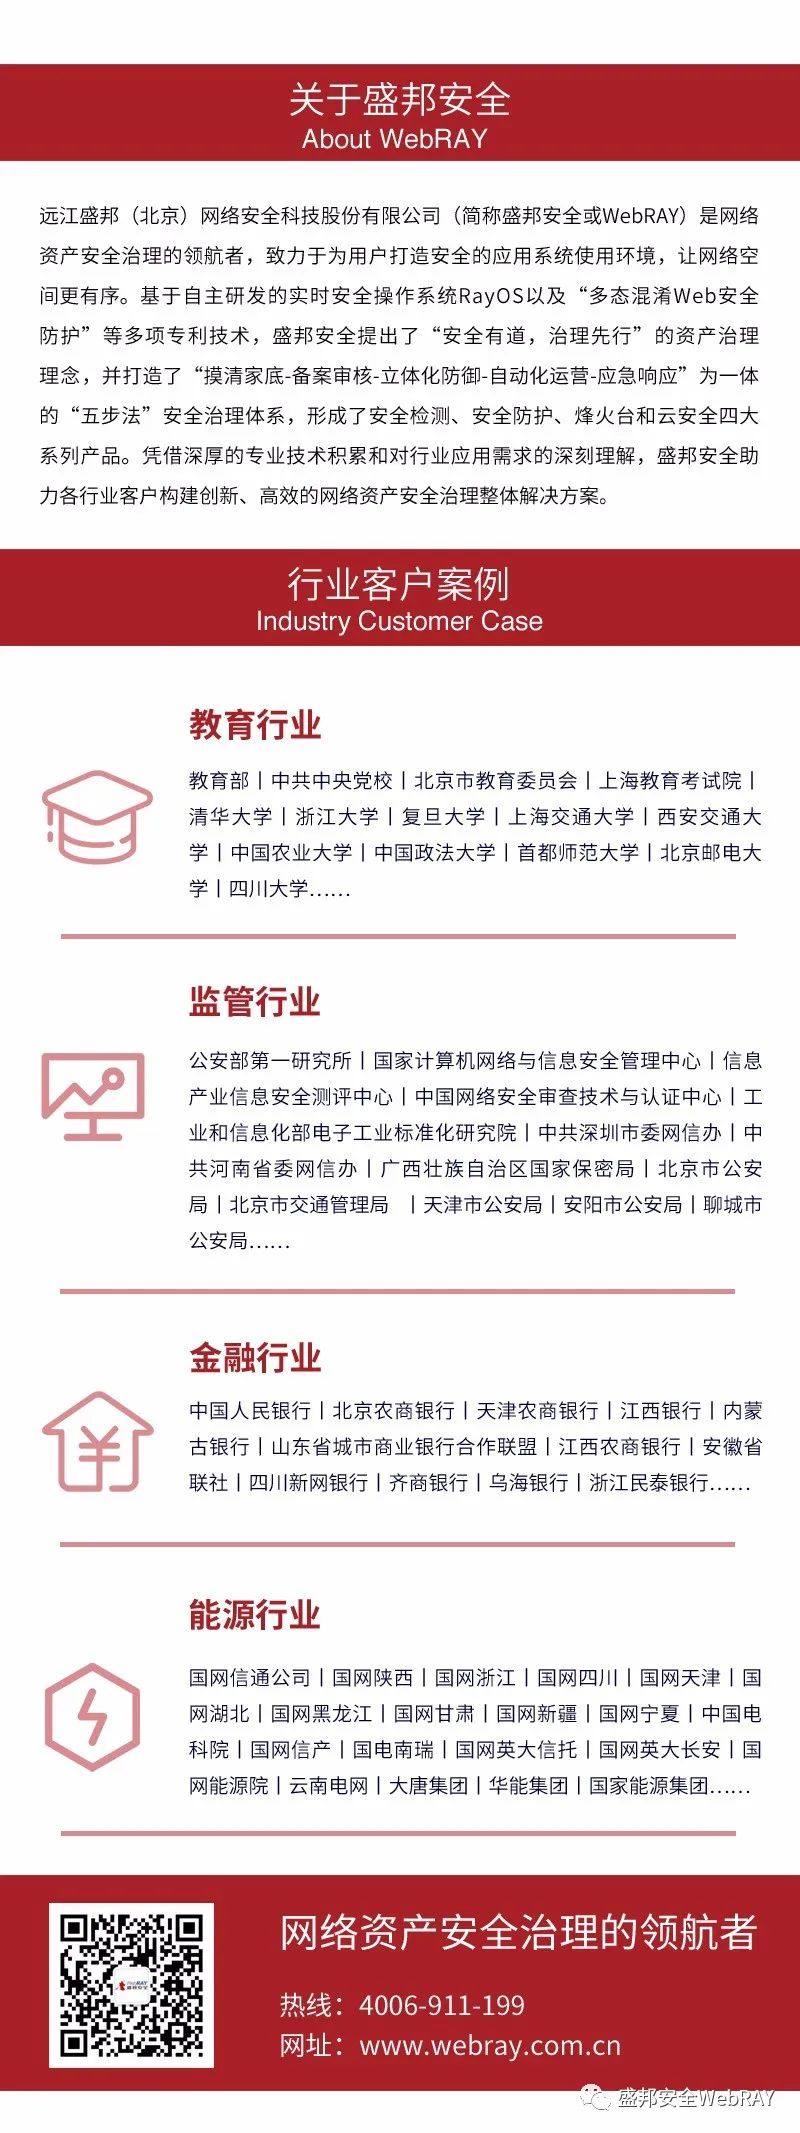 关于盛邦安全
About WebRAY
远江盛邦（北京）网络安全科技股份有限公司（简称盛邦安全或WebRAY）是网络
资产安全治理的领航者，致力于为用户打造安全的应用系统使用环境，让网络空
间更有序。基于自主研发的实时安全操作系统RayOS以及“多态混淆Web安全
防护”等多项专利技术，盛邦安全提出了“安全有道，治理先行”的资产治理
理念，并打造了“摸清家底-备案审核-立体化防御-自动化运营-应急响应”为一体
的“五步法”安全治理体系，形成了安全检测、安全防护、烽火台和云安全四大
系列产品。凭借深厚的专业技术积累和对行业应用需求的深刻理解，盛邦安全助
力各行业客户构建创新、高效的网络资产安全治理整体解决方案。
行业客户案例
Industry Customer Case
教育行业
教育部丨中共中央党校丨北京市教育委员会丨上海教育考试院丨
清华大学丨浙江大学丨复旦大学丨上海交通大学丨西安交通大
学丨中国农业大学丨中国政法大学丨首都师范大学丨北京邮电大
学丨四川大学……
监管行业
公安部第一研究所丨国家计算机网络与信息安全管理中心丨信息
产业信息安全测评中心丨中国网络安全审查技术与认证中心丨工
业和信息化部电子工业标准化研究院丨中共深圳市委网信办丨中
共河南省委网信办丨广西壮族自治区国家保密局丨北京市公安
局丨北京市交通管理局 丨天津市公安局丨安阳市公安局丨聊城市
公安局……
金融行业
中国人民银行丨北京农商银行丨天津农商银行丨江西银行丨内蒙
古银行丨山东省城市商业银行合作联盟丨江西农商银行丨安徽省
联社丨四川新网银行丨齐商银行丨乌海银行丨浙江民泰银行……
能源行业
国网信通公司丨国网陕西丨国网浙江丨国网四川丨国网天津丨国
网湖北丨国网黑龙江丨国网甘肃丨国网新疆丨国网宁夏丨中国电
科院丨国网信产丨国电南瑞丨国网英大信托丨国网英大长安丨国
网能源院丨云南电网丨大唐集团丨华能集团丨国家能源集团……
网络资产安全治理的领航者
WebRAY
盛邦安全
热线：4006-911-199
网址：www.webray.com.cn
盛邦安全WebRAY